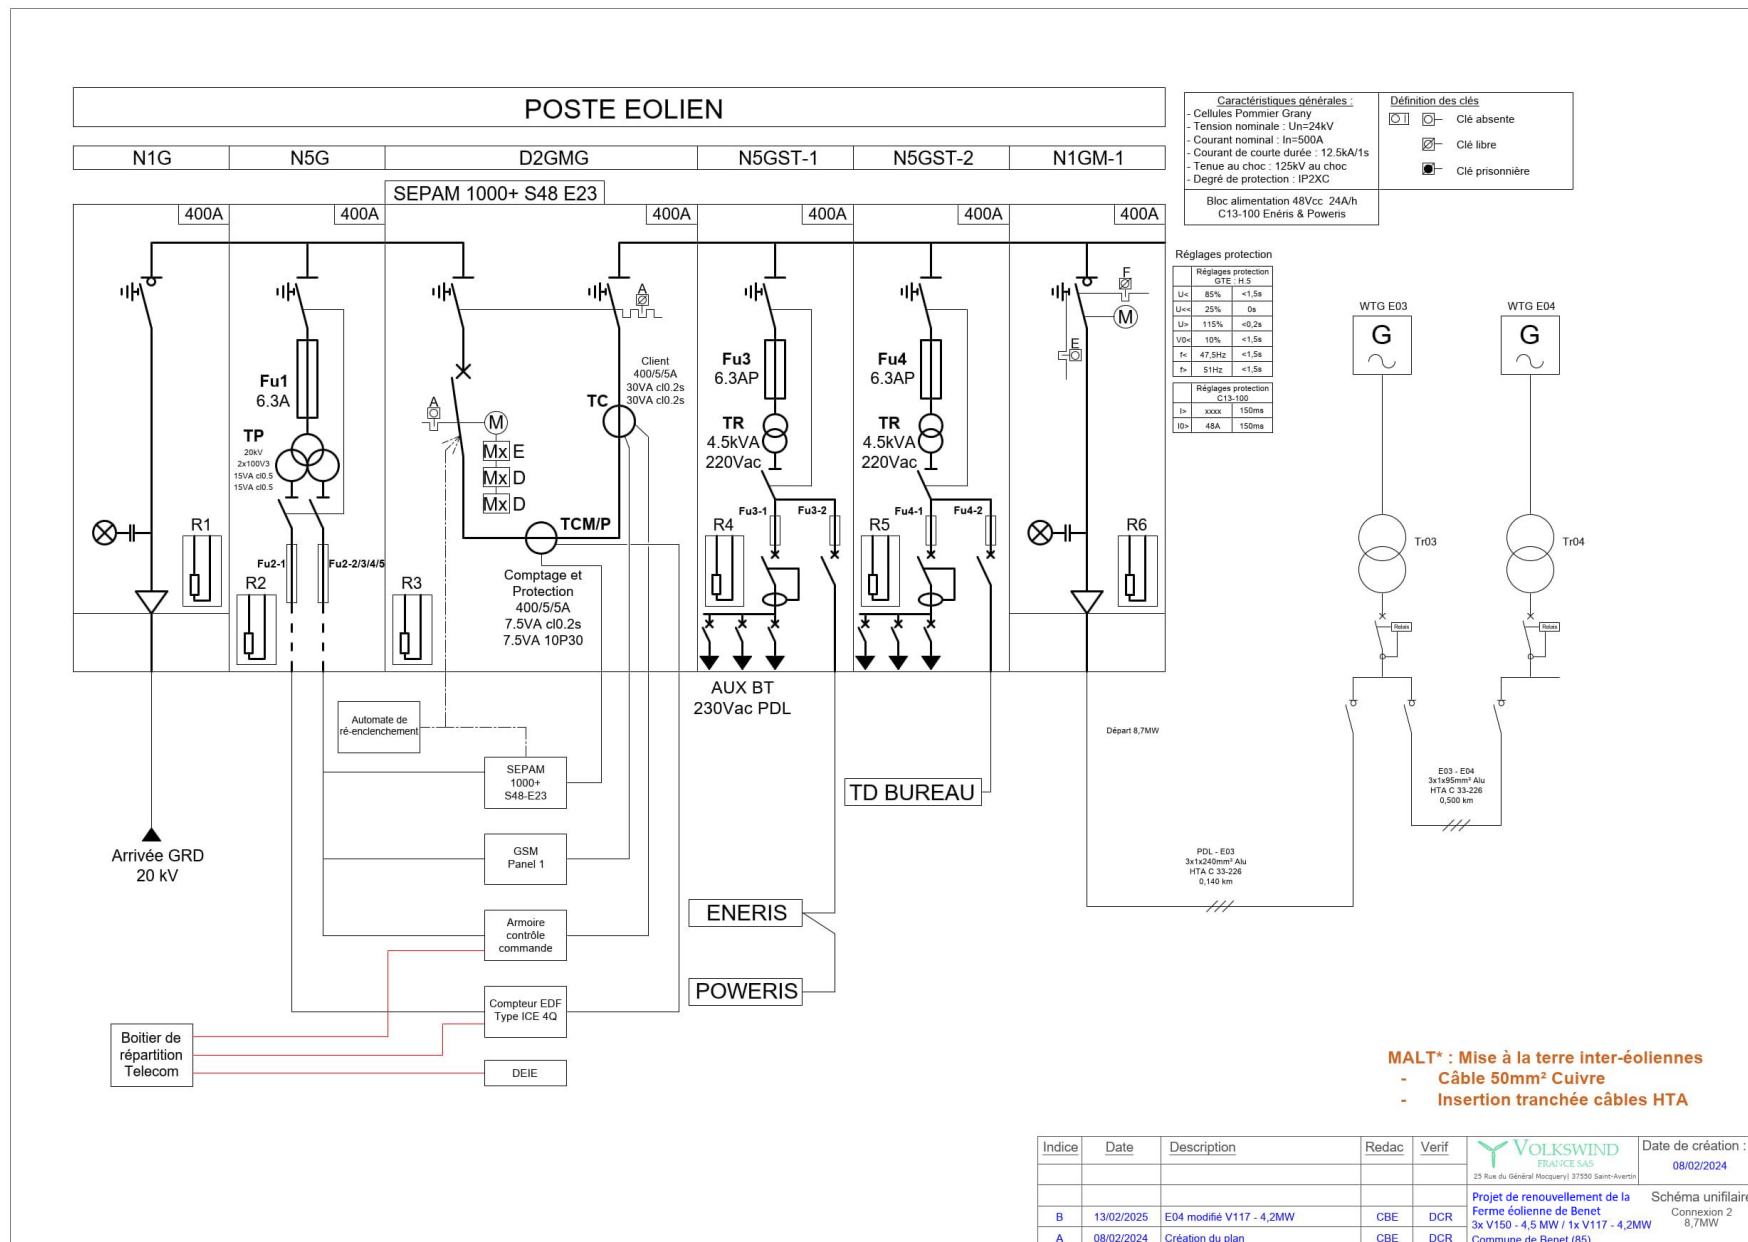 POSTE EOLIEN
N1G
N5G
D2GMG
N5GST-1
N5GST-2
N1GM-1
SEPAM 1000+ S48 E23
400A
400A
400A
400A
400A
400A
Caractéristiques générales :
- Cellules Pommier Grany
- Tension nominale : Un=24kV
- Courant nominal : In=500A
- Courant de courte durée : 12.5kA/1s
- Tenue au choc : 125kV au choc
- Degré de protection : IP2XC
Bloc alimentation 48Vcc 24A/h
C13-100 Enéris & Poweris
Définition des clés
Clé absente
Clé libre
Clé prisonnière
Réglages protection
Réglages protection
GTE : H.5
U< 85% <1,5s
U<< 25% 0s
U> 115% <0,2s
V0< 10% <1,5s
f< 47,5Hz <1,5s
f> 51Hz <1,5s
Réglages protection
C13-100
I> xxxx 150ms
I0> 48A 150ms
Fu1
6.3A
TP
20kV
2x100V3
15VA cl0.5
15VA cl0.5
Fu2-1
Fu2-2/3/4/5
R1
R2
R3
A
A
M
Mx E
Mx D
Mx D
Client
400/5/5A
30VA cl0.2s
30VA cl0.2s
TC
TCM/P
Comptage et
Protection
400/5/5A
7.5VA cl0.2s
7.5VA 10P30
Fu3
6.3AP
TR
4.5kVA
220Vac
Fu3-1
Fu3-2
R4
Fu4
6.3AP
TR
4.5kVA
220Vac
Fu4-1
Fu4-2
R5
F
M
E
R6
WTG E03
G
WTG E04
G
Tr03
Tr04
Relais
Relais
AUX BT
230Vac PDL
Automate de
ré-enclenchement
SEPAM
1000+
S48-E23
GSM
Panel 1
Armoire
contrôle
commande
Compteur EDF
Type ICE 4Q
DEIE
Boitier de
répartition
Telecom
Arrivée GRD
20 kV
TD BUREAU
ENERIS
POWERIS
Départ 8,7MW
PDL - E03
3x1x240mm² Alu
HTA C 33-226
0,140 km
E03 - E04
3x1x95mm² Alu
HTA C 33-226
0,500 km
MALT* : Mise à la terre inter-éoliennes
- Câble 50mm² Cuivre
- Insertion tranchée câbles HTA
Indice Date Description Redac Verif
B 13/02/2025 E04 modifié V117 - 4,2MW CBE DCR
A 08/02/2024 Création du plan CBE DCR
VOLKSWIND
FRANCE SAS
25 Rue du Général Mocquery| 37550 Saint-Avertin
Date de création :
08/02/2024
Projet de renouvellement de la
Ferme éolienne de Benet
3x V150 - 4,5 MW / 1x V117 - 4,2MW
Commune de Benet (85)
Schéma unifilaire
Connexion 2
8,7MW